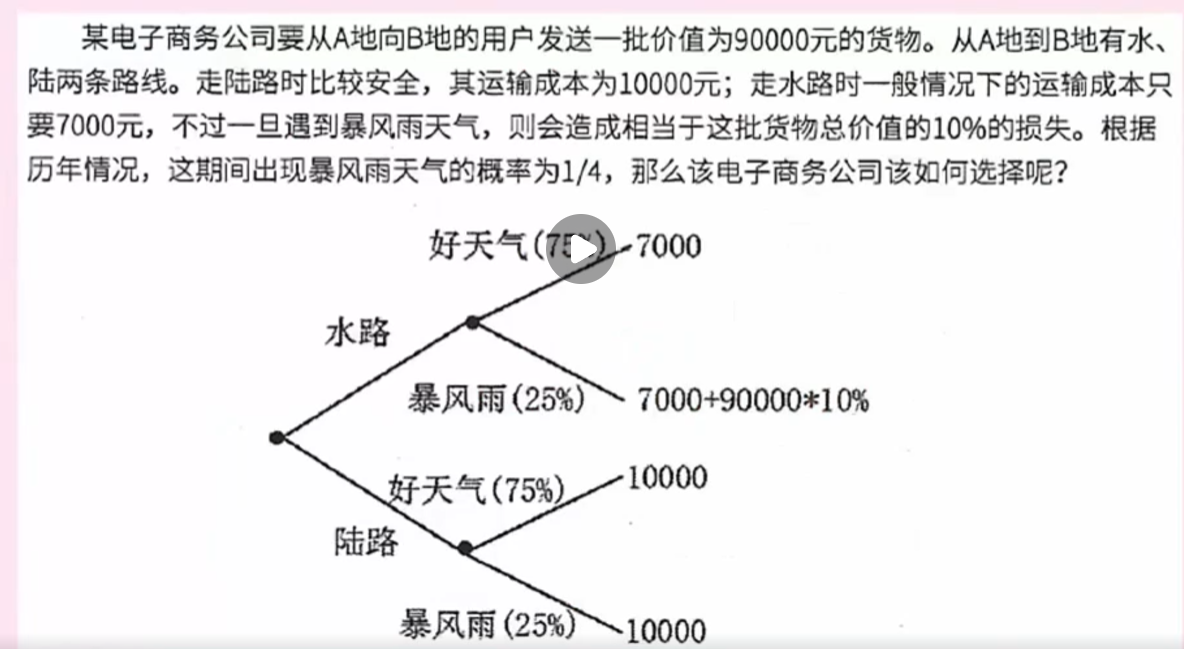 某电子商务公司要从A地向B地的用户发送一批价值为90000元的货物。从A地到B地有水、
陆两条路线。走陆路时比较安全，其运输成本为10000元；走水路时一般情况下的运输成本只
要7000元，不过一旦遇到暴风雨天气，则会造成相当于这批货物总价值的10%的损失。根据
历年情况，这期间出现暴风雨天气的概率为1/4，那么该电子商务公司该如何选择呢？
好天气(75%) 7000
水路
暴风雨(25%) 7000+90000*10%
好天气(75%) 10000
陆路
暴风雨(25%) 10000